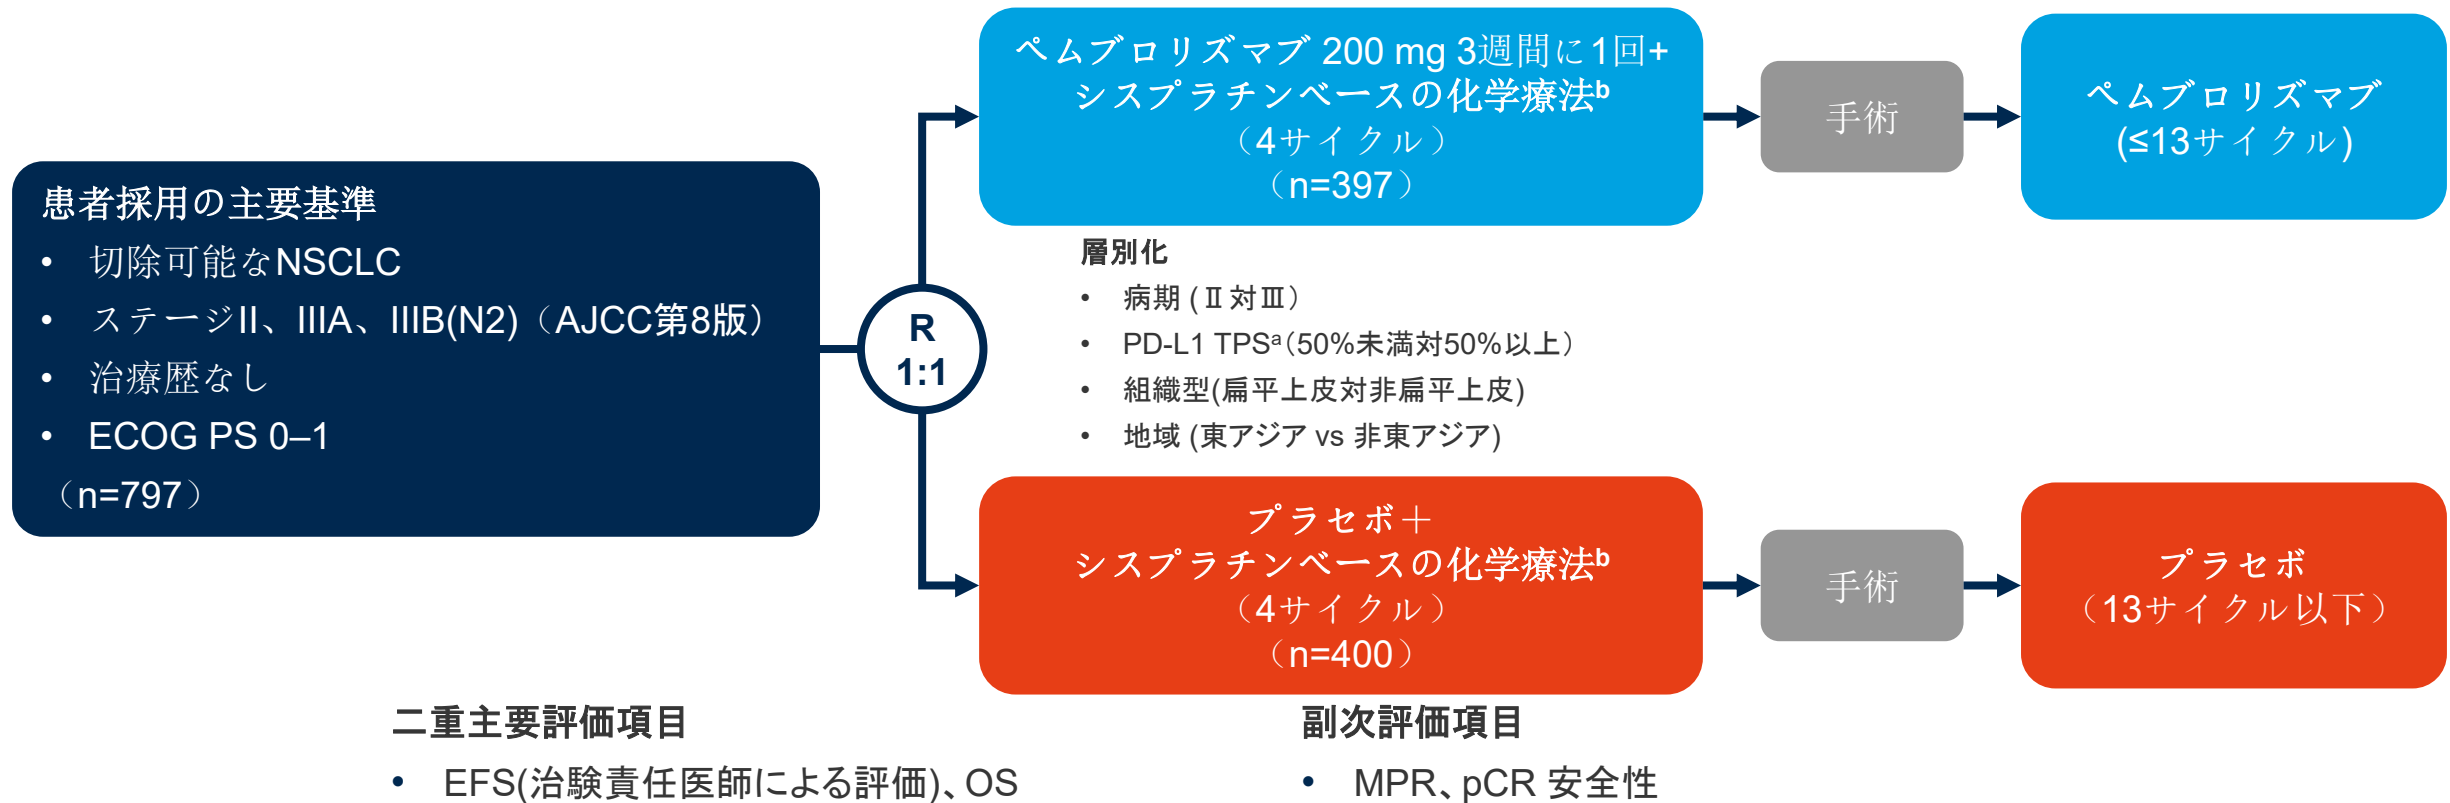 患者採用の主要基準
• 切除可能なNSCLC
• ステージII、IIIA、IIIB(N2)（AJCC第8版）
• 治療歴なし
• ECOG PS 0–1
（n=797）
R
1:1
ペムブロリズマブ 200 mg 3週間に1回+
シスプラチンベースの化学療法b
（4サイクル）
（n=397）
手術
ペムブロリズマブ
(≤13サイクル)
層別化
• 病期 (Ⅱ対Ⅲ）
• PD-L1 TPSa（50%未満対50%以上）
• 組織型(扁平上皮対非扁平上皮)
• 地域 (東アジア vs 非東アジア)
プラセボ＋
シスプラチンベースの化学療法b
（4サイクル）
（n=400）
手術
プラセボ
（13サイクル以下）
二重主要評価項目
• EFS(治験責任医師による評価)、OS
副次評価項目
• MPR、pCR 安全性